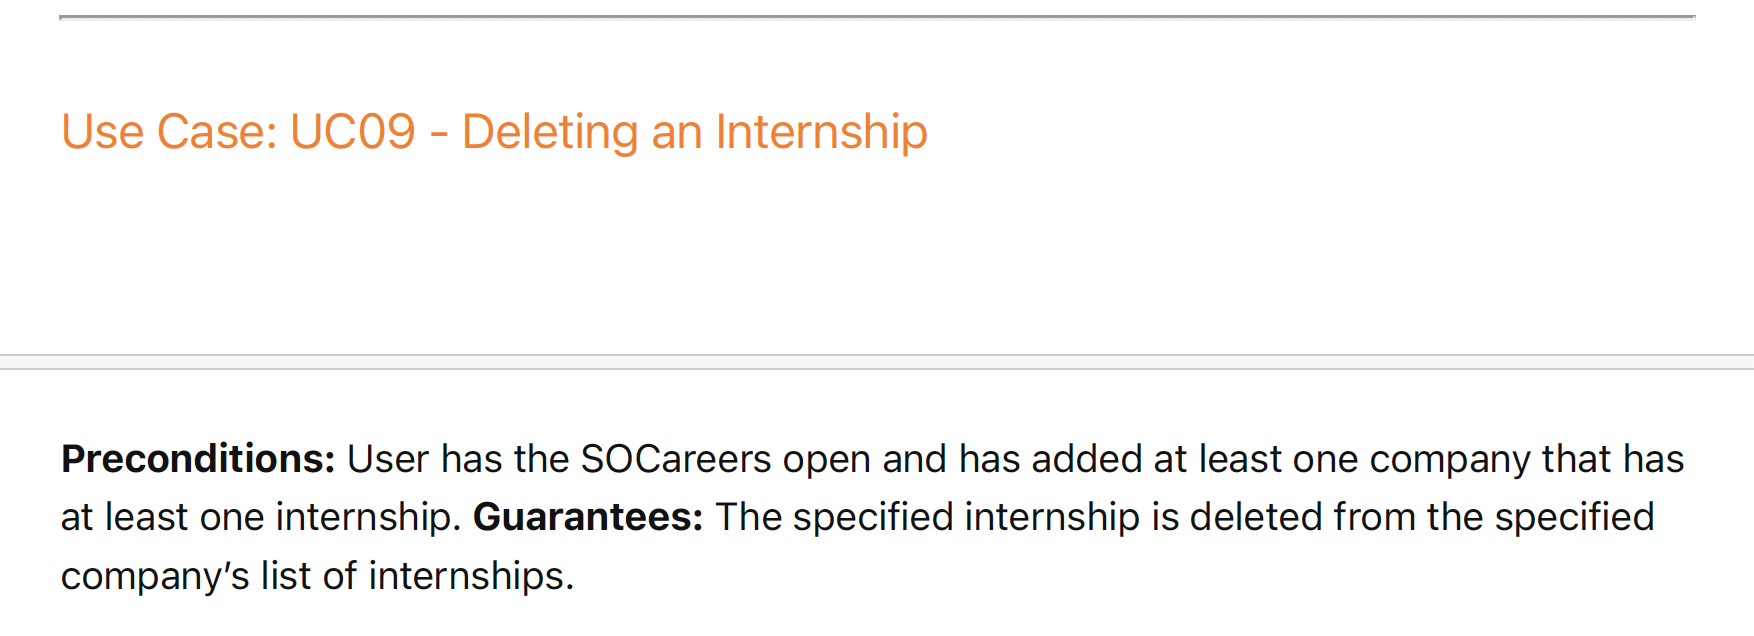 Use Case: UC09 - Deleting an Internship
Preconditions: User has the SOCareers open and has added at least one company that has
at least one internship. Guarantees: The specified internship is deleted from the specified
company’s list of internships.